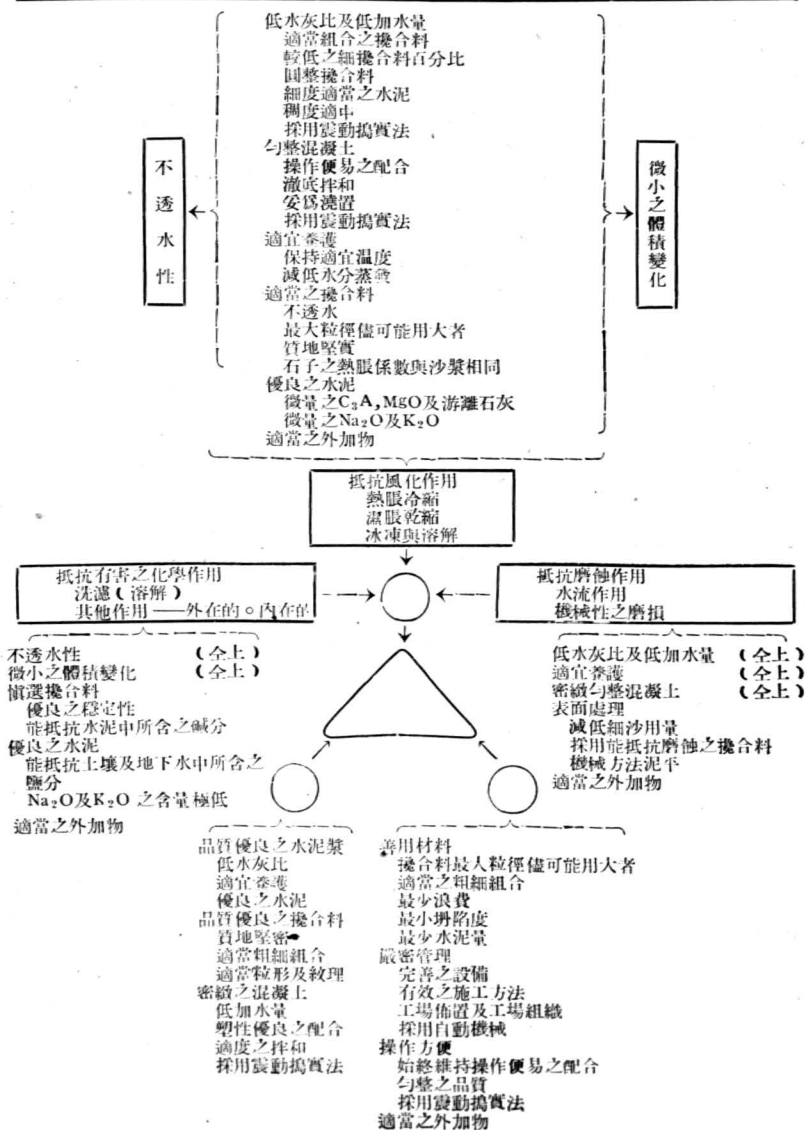 低水灰比及低加水量
適當組合之攙合料
較低之細攙合料百分比
圓整攙合料
細度適當之水泥
稠度適中
採用震動搗實法
勻整混凝土
操作便易之配合
澈底拌和
妥爲澆置
採用震動搗實法
適宜養護
保持適宜温度
減低水分蒸發
適當之攙合料
不透水
最大粒徑儘可能用大者
質地堅實
石子之熱脹係數與沙漿相同
優良之水泥
微量之C₃A,MgO及游離石灰
微量之Na₂O及K₂O
適當之外加物
不透水性
微小之體積變化
抵抗風化作用
熱脹冷縮
濕脹乾縮
冰凍與溶解
抵抗有害之化學作用
洗濾(溶解)
其他作用——外在的。內在的
抵抗磨蝕作用
水流作用
機械性之磨損
不透水性 (仝上)
微小之體積變化 (仝上)
愼選攙合料
優良之穩定性
能抵抗水泥中所含之鹹分
優良之水泥
能抵抗土壤及地下水中所含之
鹽分
Na₂O及K₂O之含量極低
適當之外加物
低水灰比及低加水量 (仝上)
適宜養護 (仝上)
密緻勻整混凝土 (仝上)
表面處理
減低細沙用量
採用能抵抗磨蝕之攙合料
機械方法泥平
適當之外加物
品質優良之水泥漿
低水灰比
適宜養護
優良之水泥
品質優良之攙合料
質地堅密
適當粗細組合
適當粒形及紋理
密緻之混凝土
低加水量
塑性優良之配合
適度之拌和
採用震動搗實法
善用材料
攙合料最大粒徑儘可能用大者
適當之粗細組合
最少浪費
最小坍陷度
最少水泥量
嚴密管理
完善之設備
有效之施工方法
工場佈置及工場組織
採用自動機械
操作方便
始終維持操作便易之配合
勻整之品質
採用震動搗實法
適當之外加物